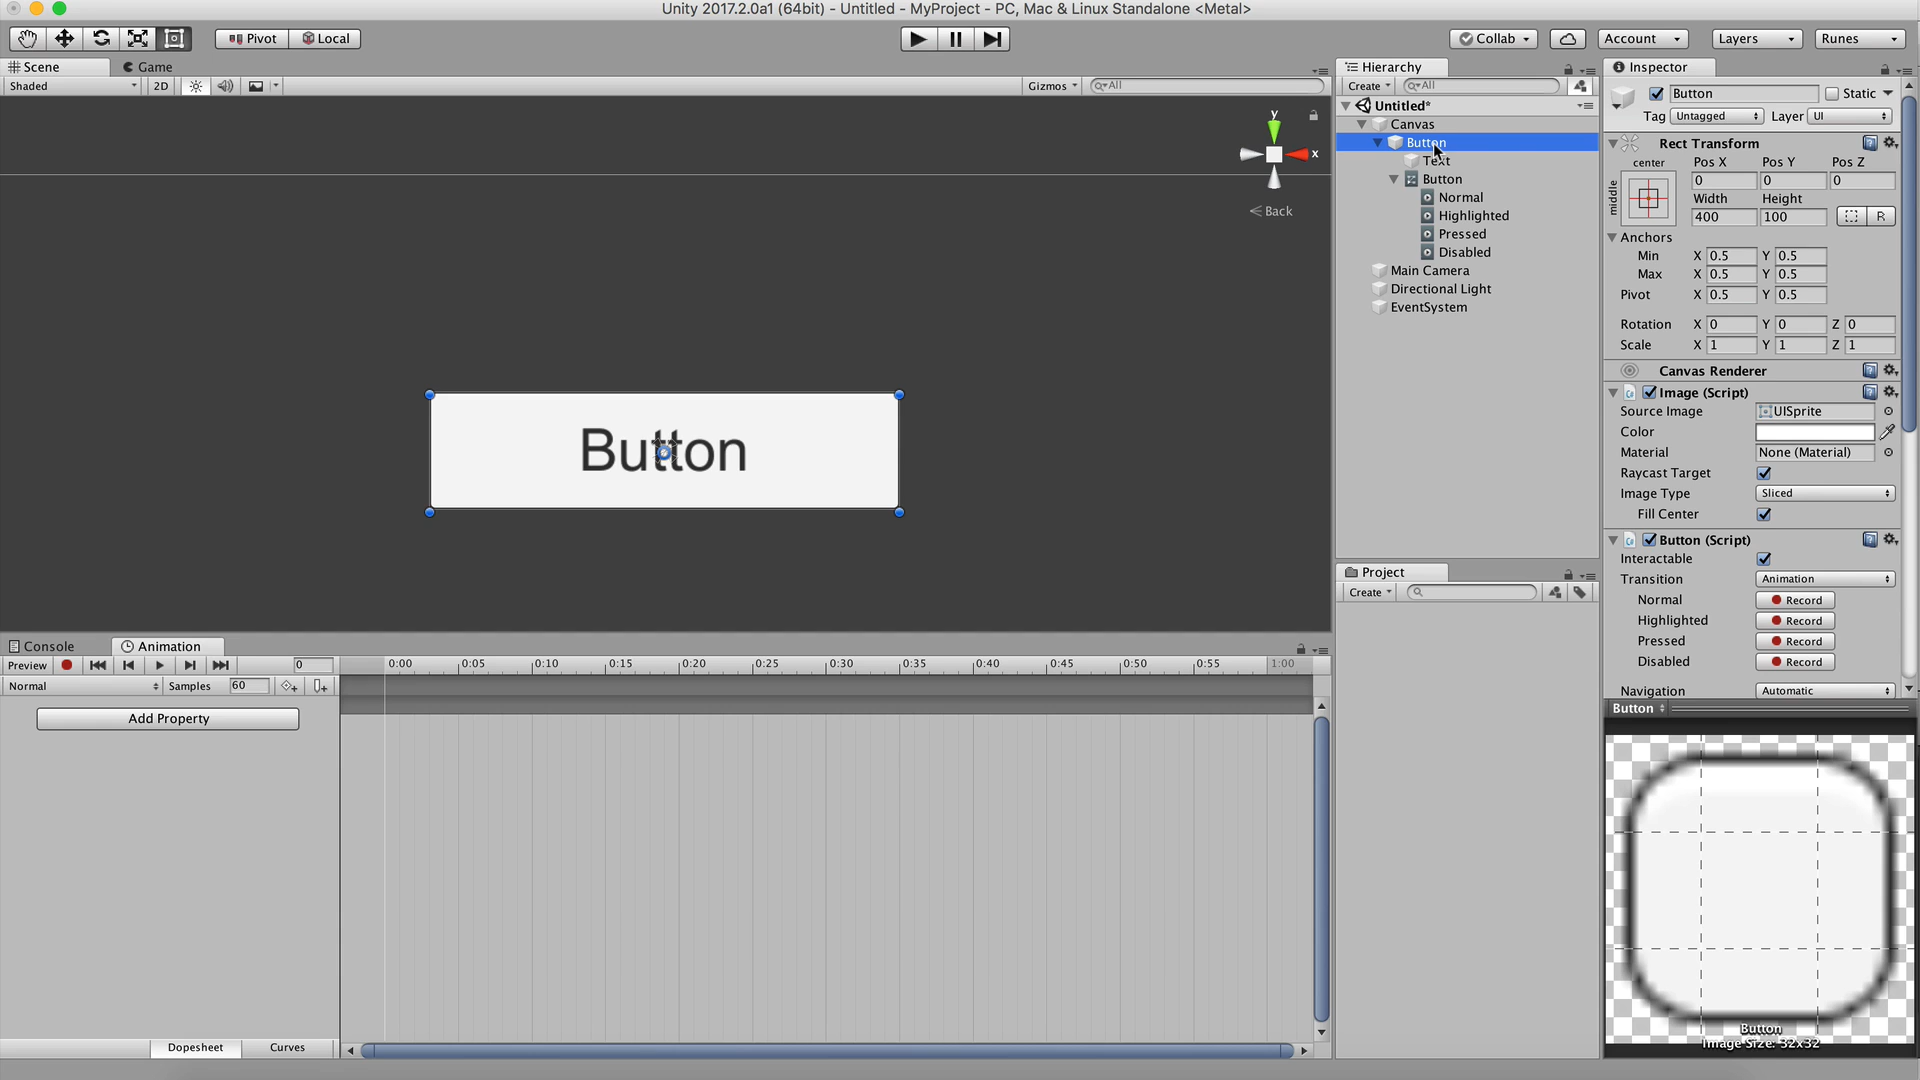 Unity 2017.2.0a1 (64bit) - Untitled - MyProject - PC, Mac & Linux Standalone <Metal>
Pivot Local Collab Account Layers Runes
Scene Game
Shaded 2D Gizmos All
y
x
Back
Button
Console Animation
Preview 0 0:00 0:05 0:10 0:15 0:20 0:25 0:30 0:35 0:40 0:45 0:50 0:55 1:00
Normal Samples 60
Add Property
Dopesheet Curves
Hierarchy
Create All
Untitled*
Canvas
Button
Text
Button
Normal
Highlighted
Pressed
Disabled
Main Camera
Directional Light
EventSystem
Project
Create
Inspector
Button Static
Tag Untagged Layer UI
Rect Transform
center Pos X Pos Y Pos Z
middle 0 0 0
Width Height
400 100 R
Anchors
Min X 0.5 Y 0.5
Max X 0.5 Y 0.5
Pivot X 0.5 Y 0.5
Rotation X 0 Y 0 Z 0
Scale X 1 Y 1 Z 1
Canvas Renderer
Image (Script)
Source Image UISprite
Color
Material None (Material)
Raycast Target
Image Type Sliced
Fill Center
Button (Script)
Interactable
Transition Animation
Normal Record
Highlighted Record
Pressed Record
Disabled Record
Navigation Automatic
Button
Button
Image Size: 32x32